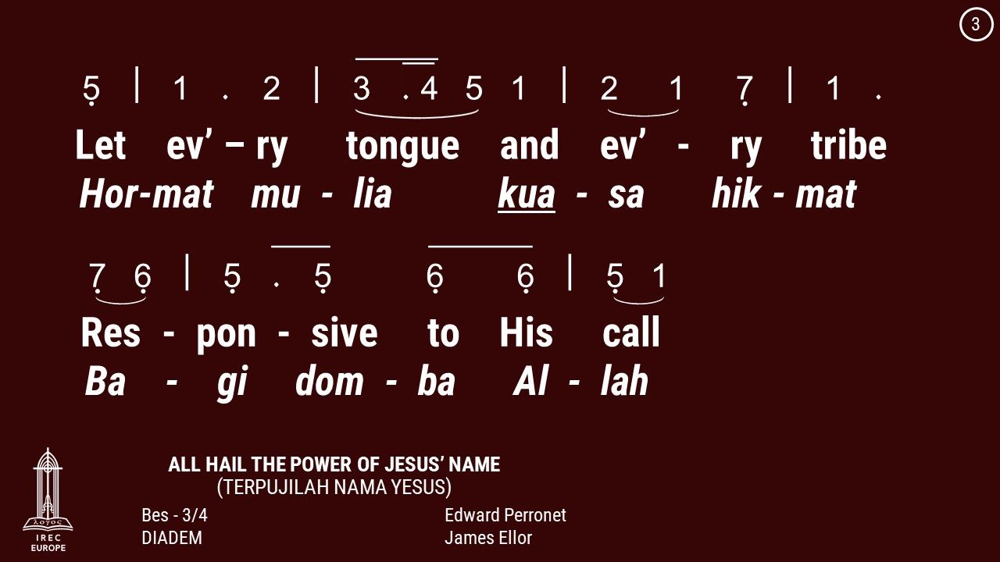 3
5̣ | 1 . 2 | 3 . 4 5 1 | 2 1 7̣ | 1 .
Let ev’ – ry tongue and ev’ - ry tribe
Hor-mat mu - lia kua - sa hik - mat
7̣ 6̣ | 5̣ . 5̣ 6̣ 6̣ | 5̣ 1
Res - pon - sive to His call
Ba - gi dom - ba Al - lah
ALL HAIL THE POWER OF JESUS’ NAME
(TERPUJILAH NAMA YESUS)
Bes - 3/4 Edward Perronet
DIADEM James Ellor
λογος
IREC
EUROPE